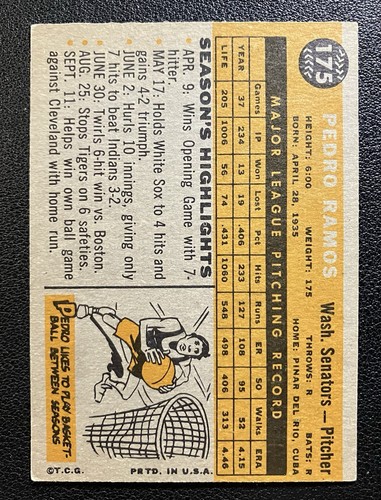 175
PEDRO RAMOS
Wash. Senators—Pitcher
HEIGHT: 6:00 WEIGHT: 175 THROWS: R BATS: R
BORN: APRIL 28, 1935 HOME: PINAR DEL RIO, CUBA
MAJOR LEAGUE PITCHING RECORD
Games IP Won Lost Pct Hits Runs ER SO Walks ERA
YEAR 37 234 13 19 .406 233 127 108 95 52 4.15
LIFE 205 1006 56 74 .431 1060 548 498 406 313 4.46
SEASON'S HIGHLIGHTS
• APR. 9: Wins Opening Game with 7-
hitter.
• MAY 17: Holds White Sox to 4 hits and
gains 4-2 triumph.
• JUNE 2: Hurls 10 innings, giving only
7 hits to beat Indians 3-2.
• JUNE 30: Twirls 6-hit win vs. Boston.
• AUG. 25: Stops Tigers on 6 safeties.
• SEPT. 11: Helps win own ball game
against Cleveland with home run.
PEDRO LIKES TO PLAY BASKET-
BALL BETWEEN SEASONS
©T.C.G. PRTD. IN U.S.A.